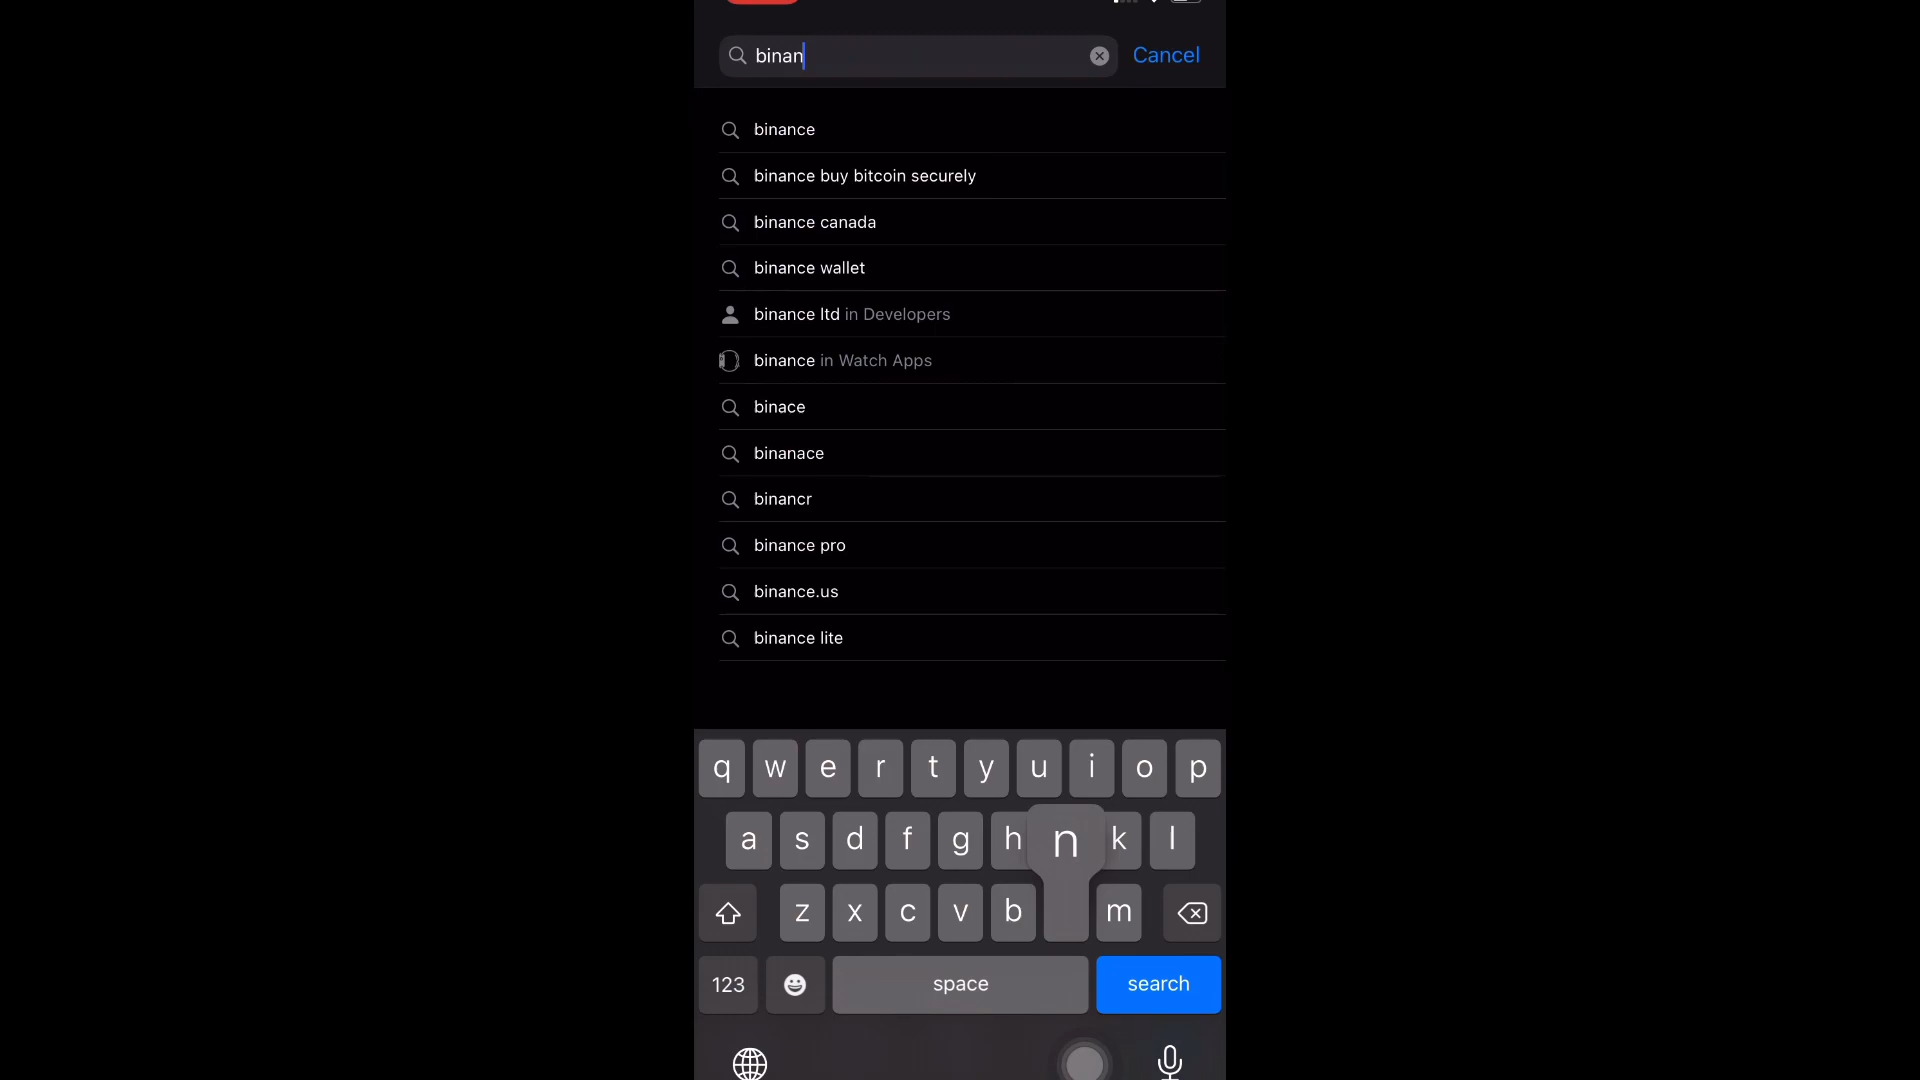 binan
Cancel
binance
binance buy bitcoin securely
binance canada
binance wallet
binance ltd in Developers
binance in Watch Apps
binace
binanace
binancr
binance pro
binance.us
binance lite
q w e r t y u i o p
a s d f g h n k l
z x c v b m
123 space search